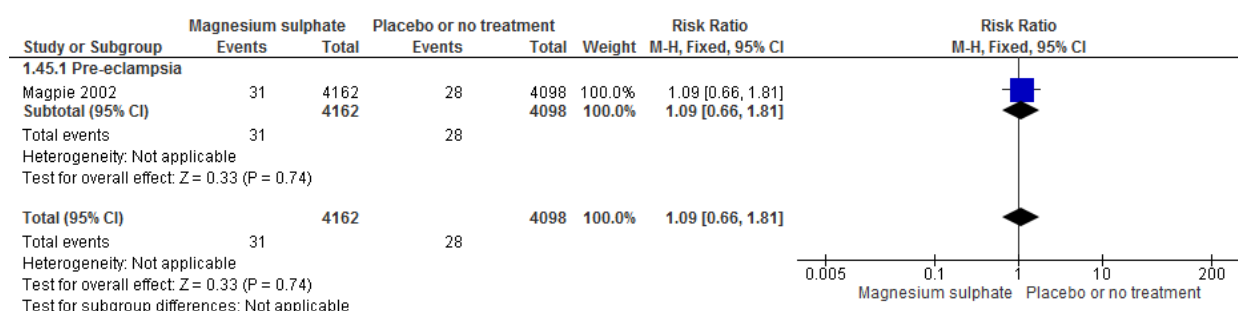 Magnesium sulphate Placebo or no treatment Risk Ratio Risk Ratio
Study or Subgroup Events Total Events Total Weight M-H, Fixed, 95% CI M-H, Fixed, 95% CI
1.45.1 Pre-eclampsia
Magpie 2002 31 4162 28 4098 100.0% 1.09 [0.66, 1.81]
Subtotal (95% CI) 4162 4098 100.0% 1.09 [0.66, 1.81]
Total events 31 28
Heterogeneity: Not applicable
Test for overall effect: Z = 0.33 (P = 0.74)
Total (95% CI) 4162 4098 100.0% 1.09 [0.66, 1.81]
Total events 31 28
Heterogeneity: Not applicable
Test for overall effect: Z = 0.33 (P = 0.74)
Test for subgroup differences: Not applicable
0.005 0.1 1 10 200
Magnesium sulphate Placebo or no treatment